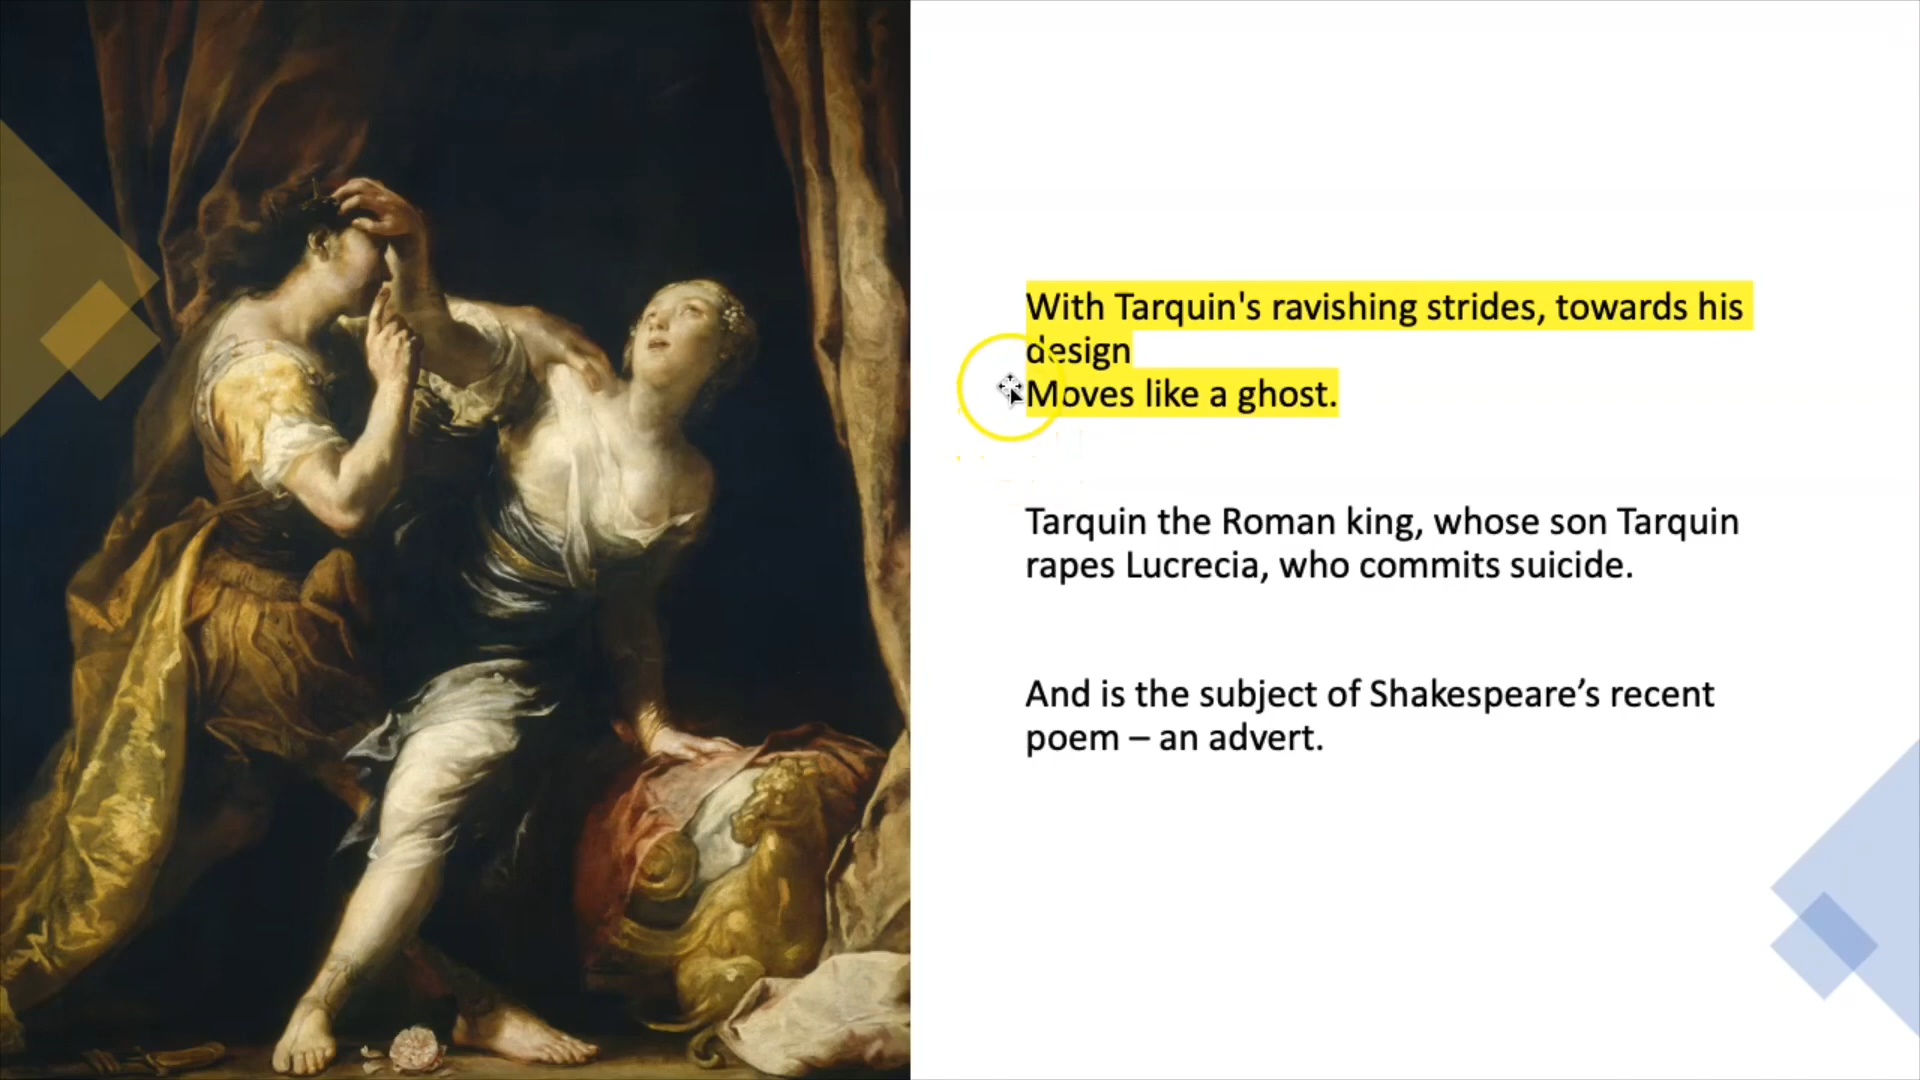 With Tarquin's ravishing strides, towards his
design
Moves like a ghost.
Tarquin the Roman king, whose son Tarquin
rapes Lucrecia, who commits suicide.
And is the subject of Shakespeare’s recent
poem – an advert.